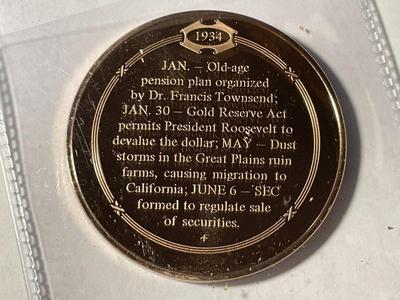 1934
JAN. – Old-age
pension plan organized
by Dr. Francis Townsend;
JAN. 30 – Gold Reserve Act
permits President Roosevelt to
devalue the dollar; MAY – Dust
storms in the Great Plains ruin
farms, causing migration to
California; JUNE 6 – SEC
formed to regulate sale
of securities.